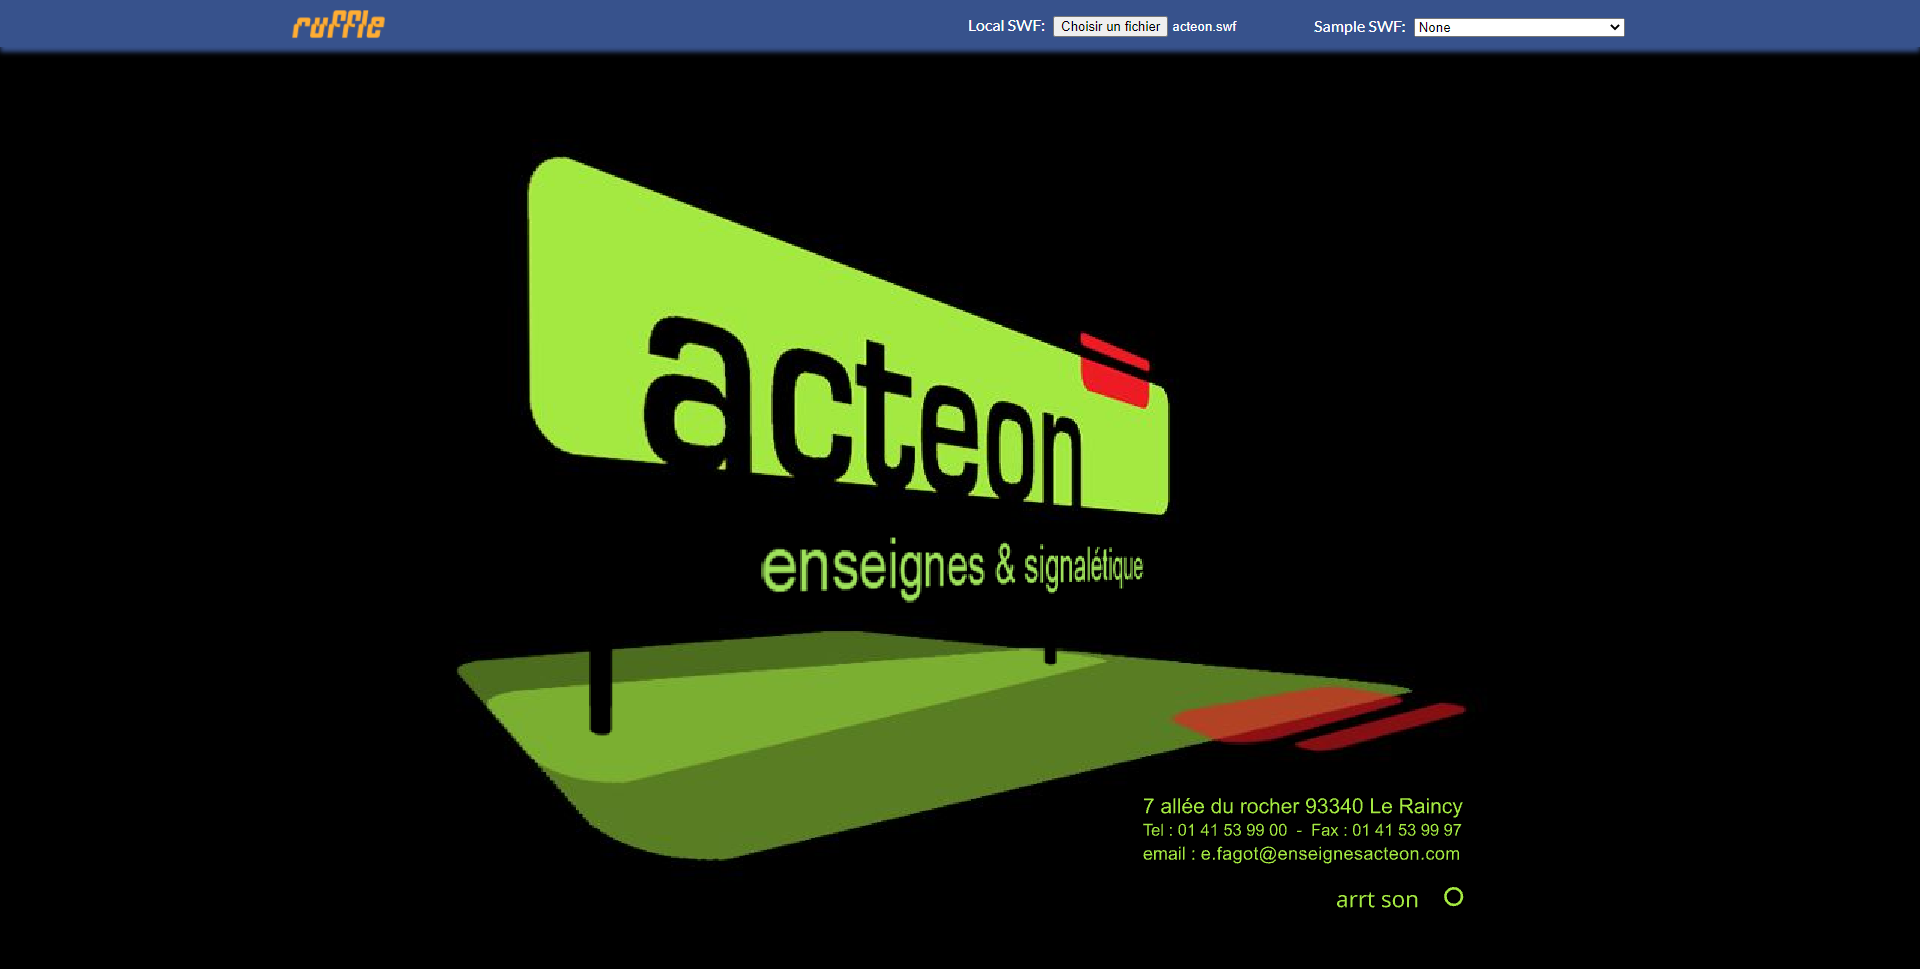 ruffle
Local SWF: Choisir un fichier acteon.swf
Sample SWF: None
acteon
enseignes & signalétique
7 allée du rocher 93340 Le Raincy
Tel : 01 41 53 99 00 - Fax : 01 41 53 99 97
email : e.fagot@enseignesacteon.com
arrt son